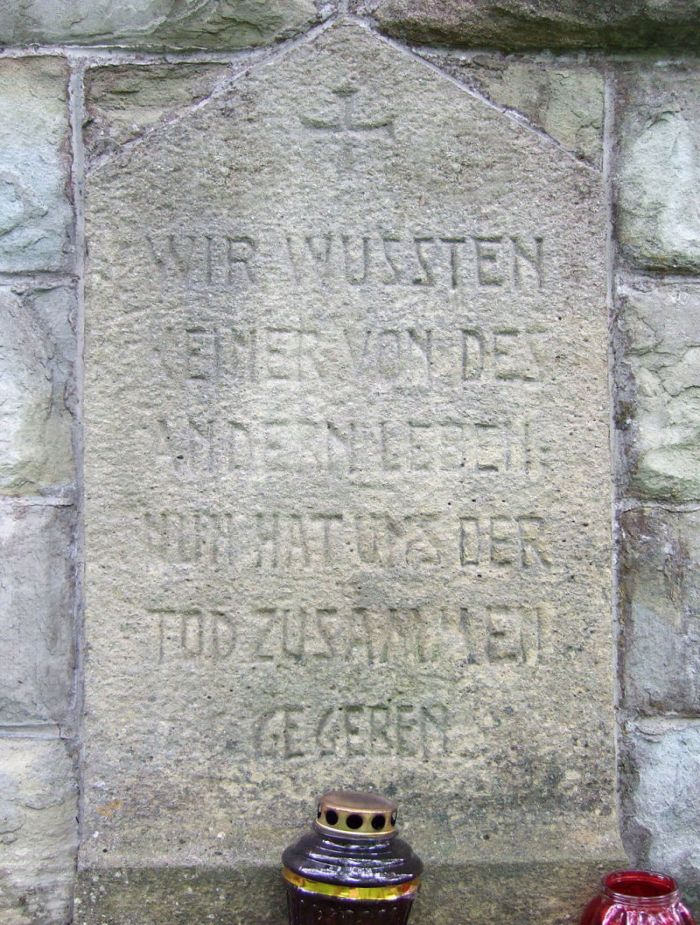 WIR WUSSTEN
KEINER VON DES
ANDERN LEBEN,
NUN HAT UNS DER
TOD ZUSAMMEN
GEGEBEN